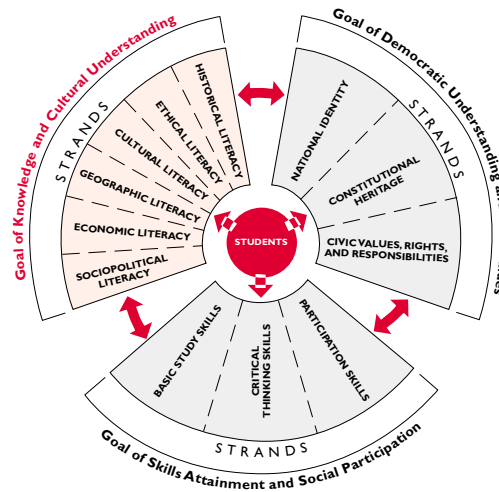 Goal of Knowledge and Cultural Understanding
STRANDS
HISTORICAL LITERACY
ETHICAL LITERACY
CULTURAL LITERACY
GEOGRAPHIC LITERACY
ECONOMIC LITERACY
SOCIOPOLITICAL
LITERACY
Goal of Democratic Understanding and
STRANDS
NATIONAL IDENTITY
CONSTITUTIONAL
HERITAGE
CIVIC VALUES, RIGHTS,
AND RESPONSIBILITIES
STUDENTS
BASIC STUDY SKILLS
CRITICAL
THINKING SKILLS
PARTICIPATION SKILLS
STRANDS
Goal of Skills Attainment and Social Participation